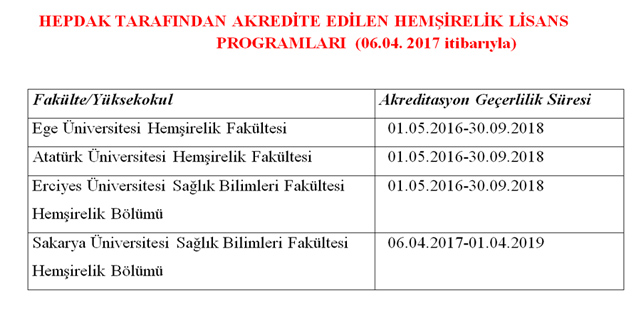 HEPDAK TARAFINDAN AKREDİTE EDİLEN HEMŞİRELİK LİSANS
PROGRAMLARI (06.04. 2017 itibarıyla)
Fakülte/Yüksekokul Akreditasyon Geçerlilik Süresi
Ege Üniversitesi Hemşirelik Fakültesi 01.05.2016-30.09.2018
Atatürk Üniversitesi Hemşirelik Fakültesi 01.05.2016-30.09.2018
Erciyes Üniversitesi Sağlık Bilimleri Fakültesi 01.05.2016-30.09.2018
Hemşirelik Bölümü
Sakarya Üniversitesi Sağlık Bilimleri Fakültesi 06.04.2017-01.04.2019
Hemşirelik Bölümü